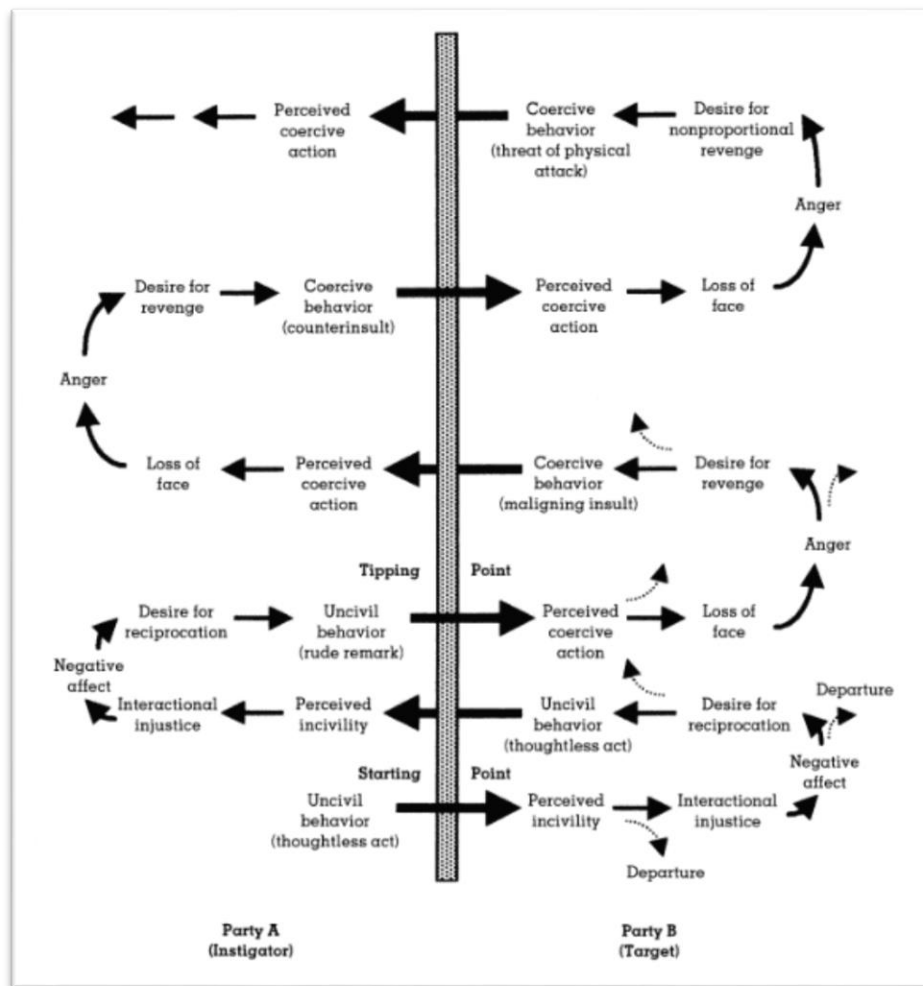 Perceived
coercive
action
Coercive
behavior
(threat of physical
attack)
Desire for
nonproportional
revenge
Anger
Desire for
revenge
Coercive
behavior
(counterinsult)
Perceived
coercive
action
Loss of
face
Anger
Loss of
face
Perceived
coercive
action
Coercive
behavior
(maligning insult)
Desire for
revenge
Anger
Tipping Point
Desire for
reciprocation
Uncivil
behavior
(rude remark)
Perceived
coercive
action
Loss of
face
Negative
affect
Interactional
injustice
Perceived
incivility
Uncivil
behavior
(thoughtless act)
Desire for
reciprocation
Departure
Negative
affect
Starting Point
Uncivil
behavior
(thoughtless act)
Perceived
incivility
Interactional
injustice
Departure
Party A
(Instigator)
Party B
(Target)